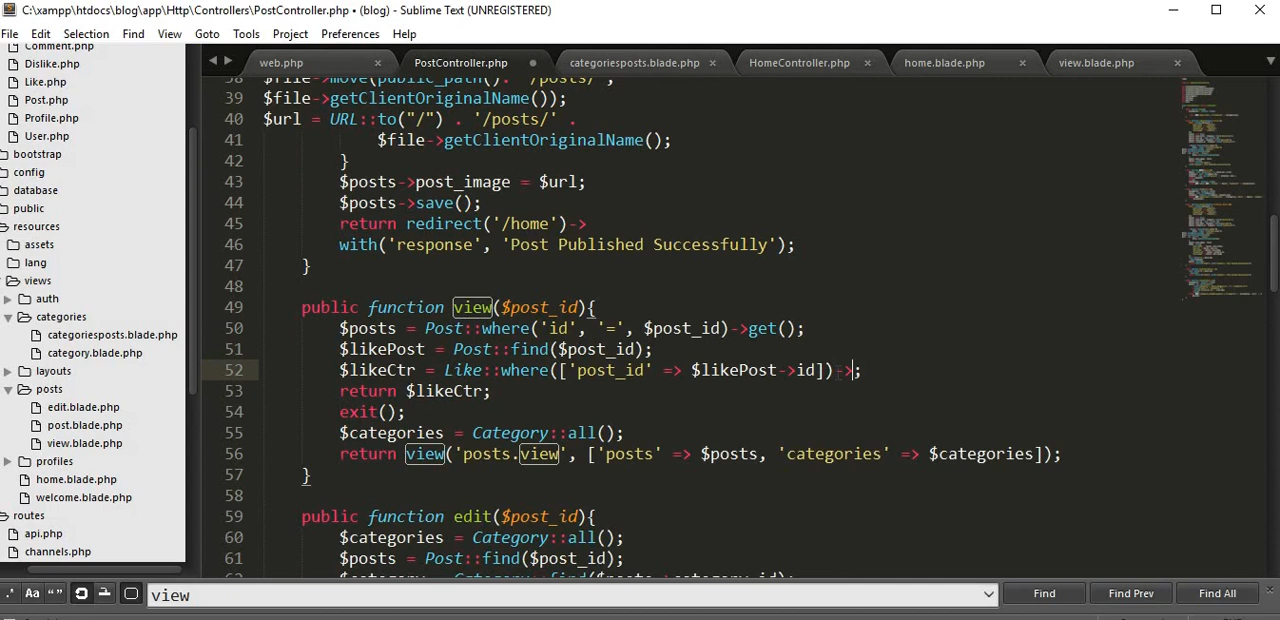 C:\xampp\htdocs\blog\app\Http\Controllers\PostController.php • (blog) - Sublime Text (UNREGISTERED)
File Edit Selection Find View Goto Tools Project Preferences Help
Comment.php
Dislike.php
Like.php
Post.php
Profile.php
User.php
bootstrap
config
database
public
resources
assets
lang
views
auth
categories
categoriesposts.blade.php
category.blade.php
layouts
posts
edit.blade.php
post.blade.php
view.blade.php
profiles
home.blade.php
welcome.blade.php
routes
api.php
channels.php
web.php PostController.php categoriesposts.blade.php HomeController.php home.blade.php view.blade.php
38 $file->move(public_path(). '/posts/',
39 $file->getClientOriginalName());
40 $url = URL::to("/") . '/posts/' .
41 $file->getClientOriginalName();
42 }
43 $posts->post_image = $url;
44 $posts->save();
45 return redirect('/home')->
46 with('response', 'Post Published Successfully');
47 }
48
49 public function view($post_id){
50 $posts = Post::where('id', '=', $post_id)->get();
51 $likePost = Post::find($post_id);
52 $likeCtr = Like::where(['post_id' => $likePost->id])->;
53 return $likeCtr;
54 exit();
55 $categories = Category::all();
56 return view('posts.view', ['posts' => $posts, 'categories' => $categories]);
57 }
58
59 public function edit($post_id){
60 $categories = Category::all();
61 $posts = Post::find($post_id);
62 $category = Category::find($posts->category_id);
.* Aa “” view Find Find Prev Find All